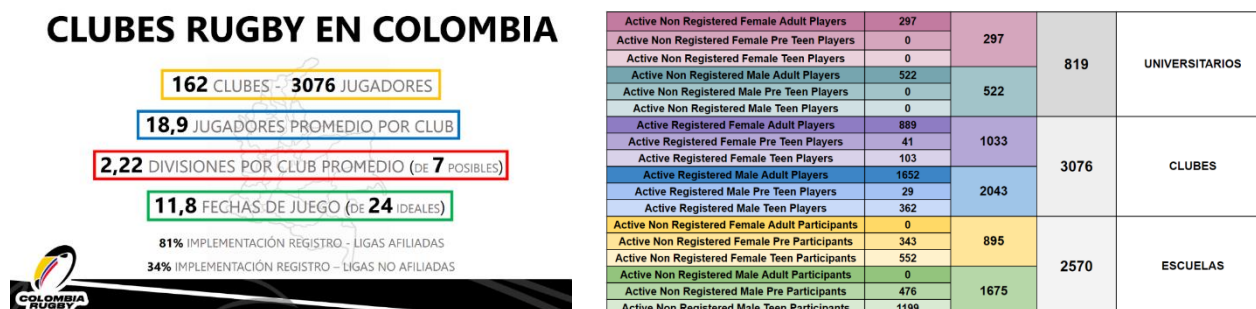 CLUBES RUGBY EN COLOMBIA
162 CLUBES - 3076 JUGADORES
18,9 JUGADORES PROMEDIO POR CLUB
2,22 DIVISIONES POR CLUB PROMEDIO (DE 7 POSIBLES)
11,8 FECHAS DE JUEGO (DE 24 IDEALES)
81% IMPLEMENTACIÓN REGISTRO - LIGAS AFILIADAS
34% IMPLEMENTACIÓN REGISTRO – LIGAS NO AFILIADAS
COLOMBIA
RUGBY
Active Non Registered Female Adult Players 297
Active Non Registered Female Pre Teen Players 0 297
Active Non Registered Female Teen Players 0
819 UNIVERSITARIOS
Active Non Registered Male Adult Players 522
Active Non Registered Male Pre Teen Players 0 522
Active Non Registered Male Teen Players 0
Active Registered Female Adult Players 889
Active Registered Female Pre Teen Players 41 1033
Active Registered Female Teen Players 103
3076 CLUBES
Active Registered Male Adult Players 1652
Active Registered Male Pre Teen Players 29 2043
Active Registered Male Teen Players 362
Active Non Registered Female Adult Participants 0
Active Non Registered Female Pre Participants 343 895
Active Non Registered Female Teen Participants 552
2570 ESCUELAS
Active Non Registered Male Adult Participants 0
Active Non Registered Male Pre Participants 476 1675
Active Non Registered Male Teen Participants 1199